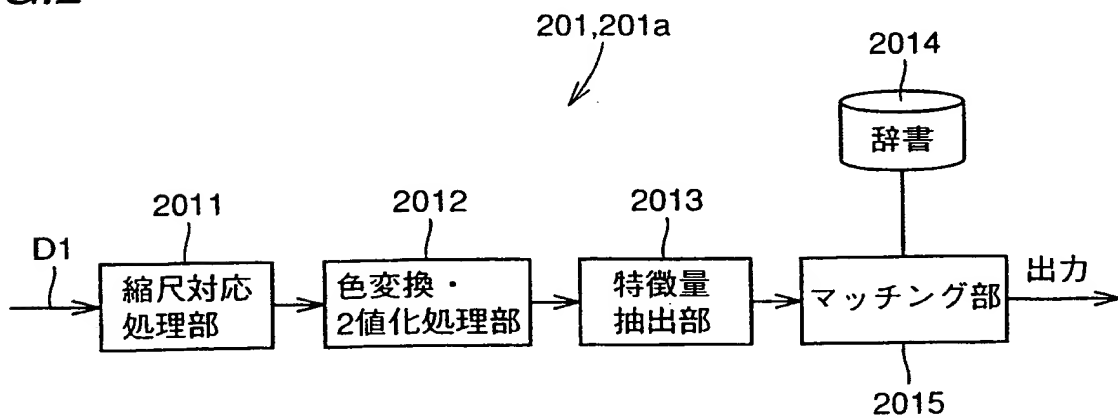 201,201a
2014
辞書
2011
2012
2013
D1
縮尺対応
処理部
色変換・
2値化処理部
特徴量
抽出部
マッチング部
出力
2015